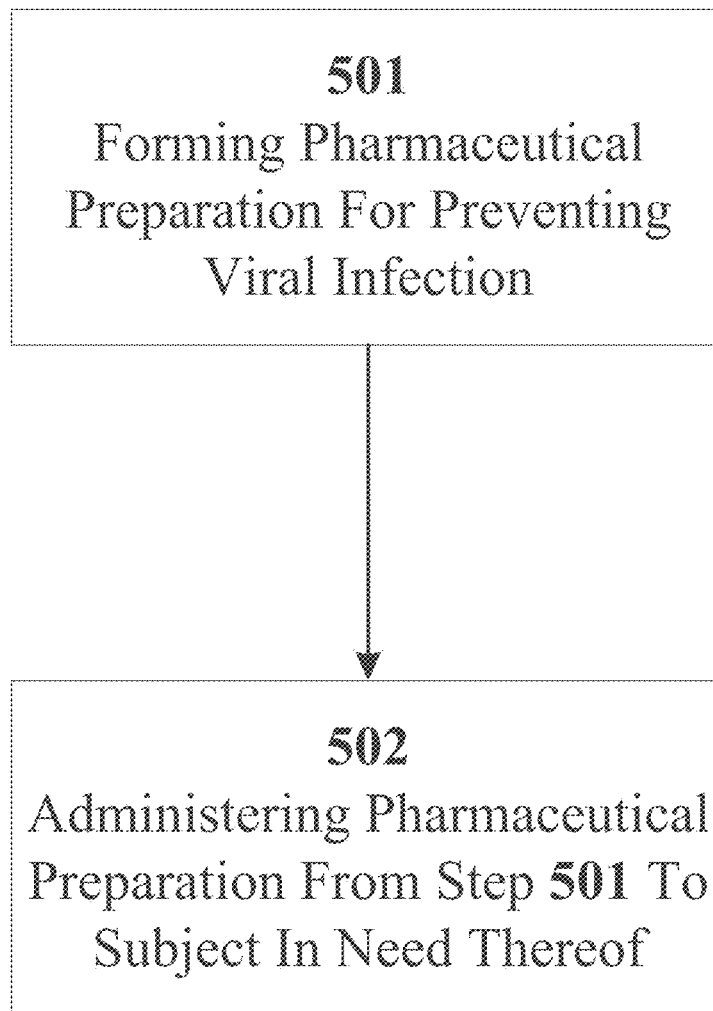 501
Forming Pharmaceutical
Preparation For Preventing
Viral Infection
502
Administering Pharmaceutical
Preparation From Step 501 To
Subject In Need Thereof